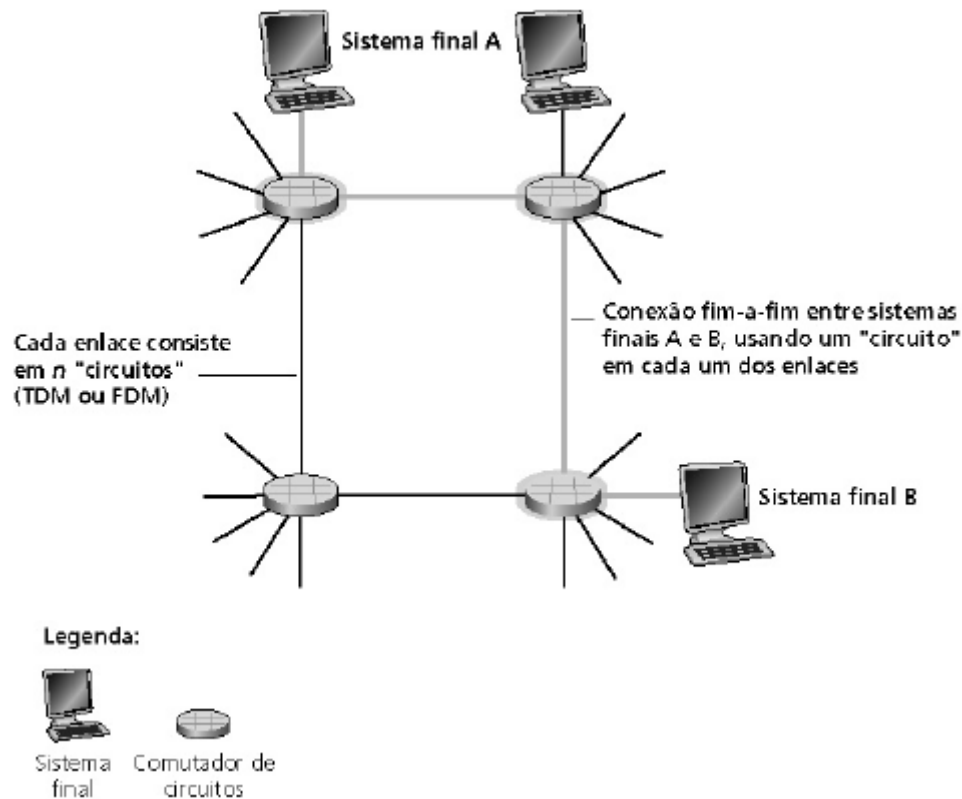 Sistema final A
Conexão fim-a-fim entre sistemas
finais A e B, usando um "circuito"
em cada um dos enlaces
Cada enlace consiste
em n "circuitos"
(TDM ou FDM)
Sistema final B
Legenda:
Sistema
final
Comutador de
circuitos